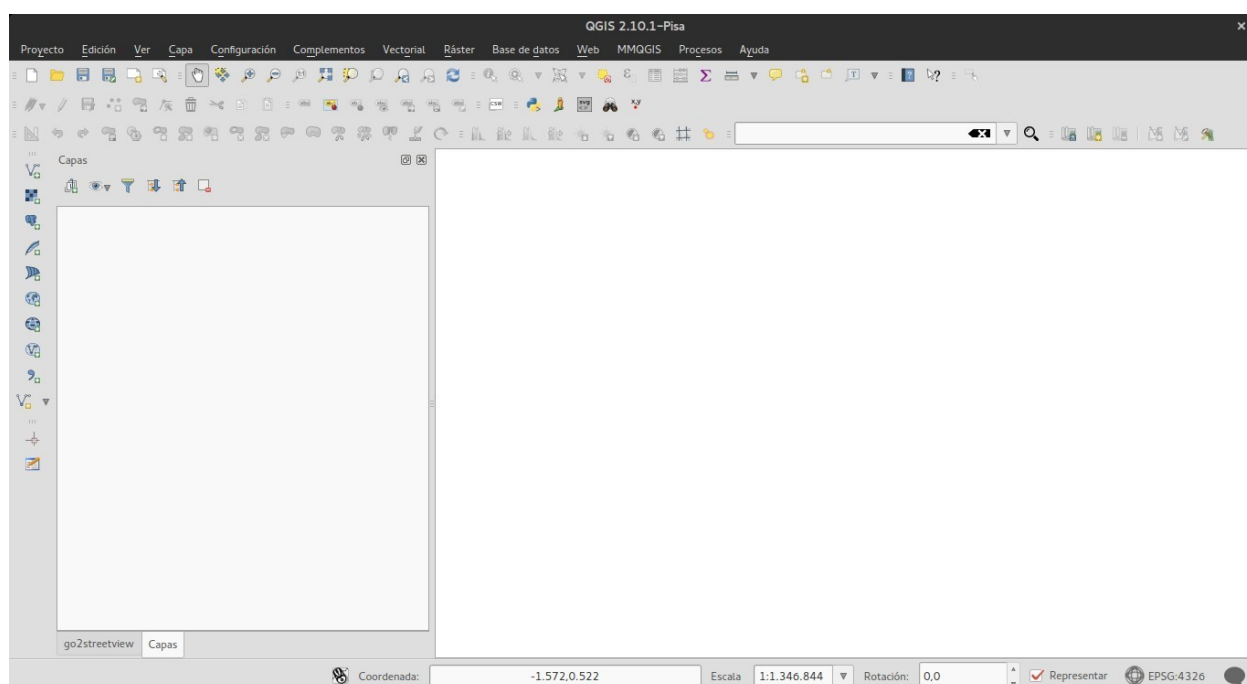 QGIS 2.10.1-Pisa
Proyecto Edición Ver Capa Configuración Complementos Vectorial Ráster Base de datos Web MMQGIS Procesos Ayuda
CSW
Capas
go2streetview Capas
Coordenada: -1.572,0.522 Escala 1:1.346.844 Rotación: 0,0 Representar EPSG:4326